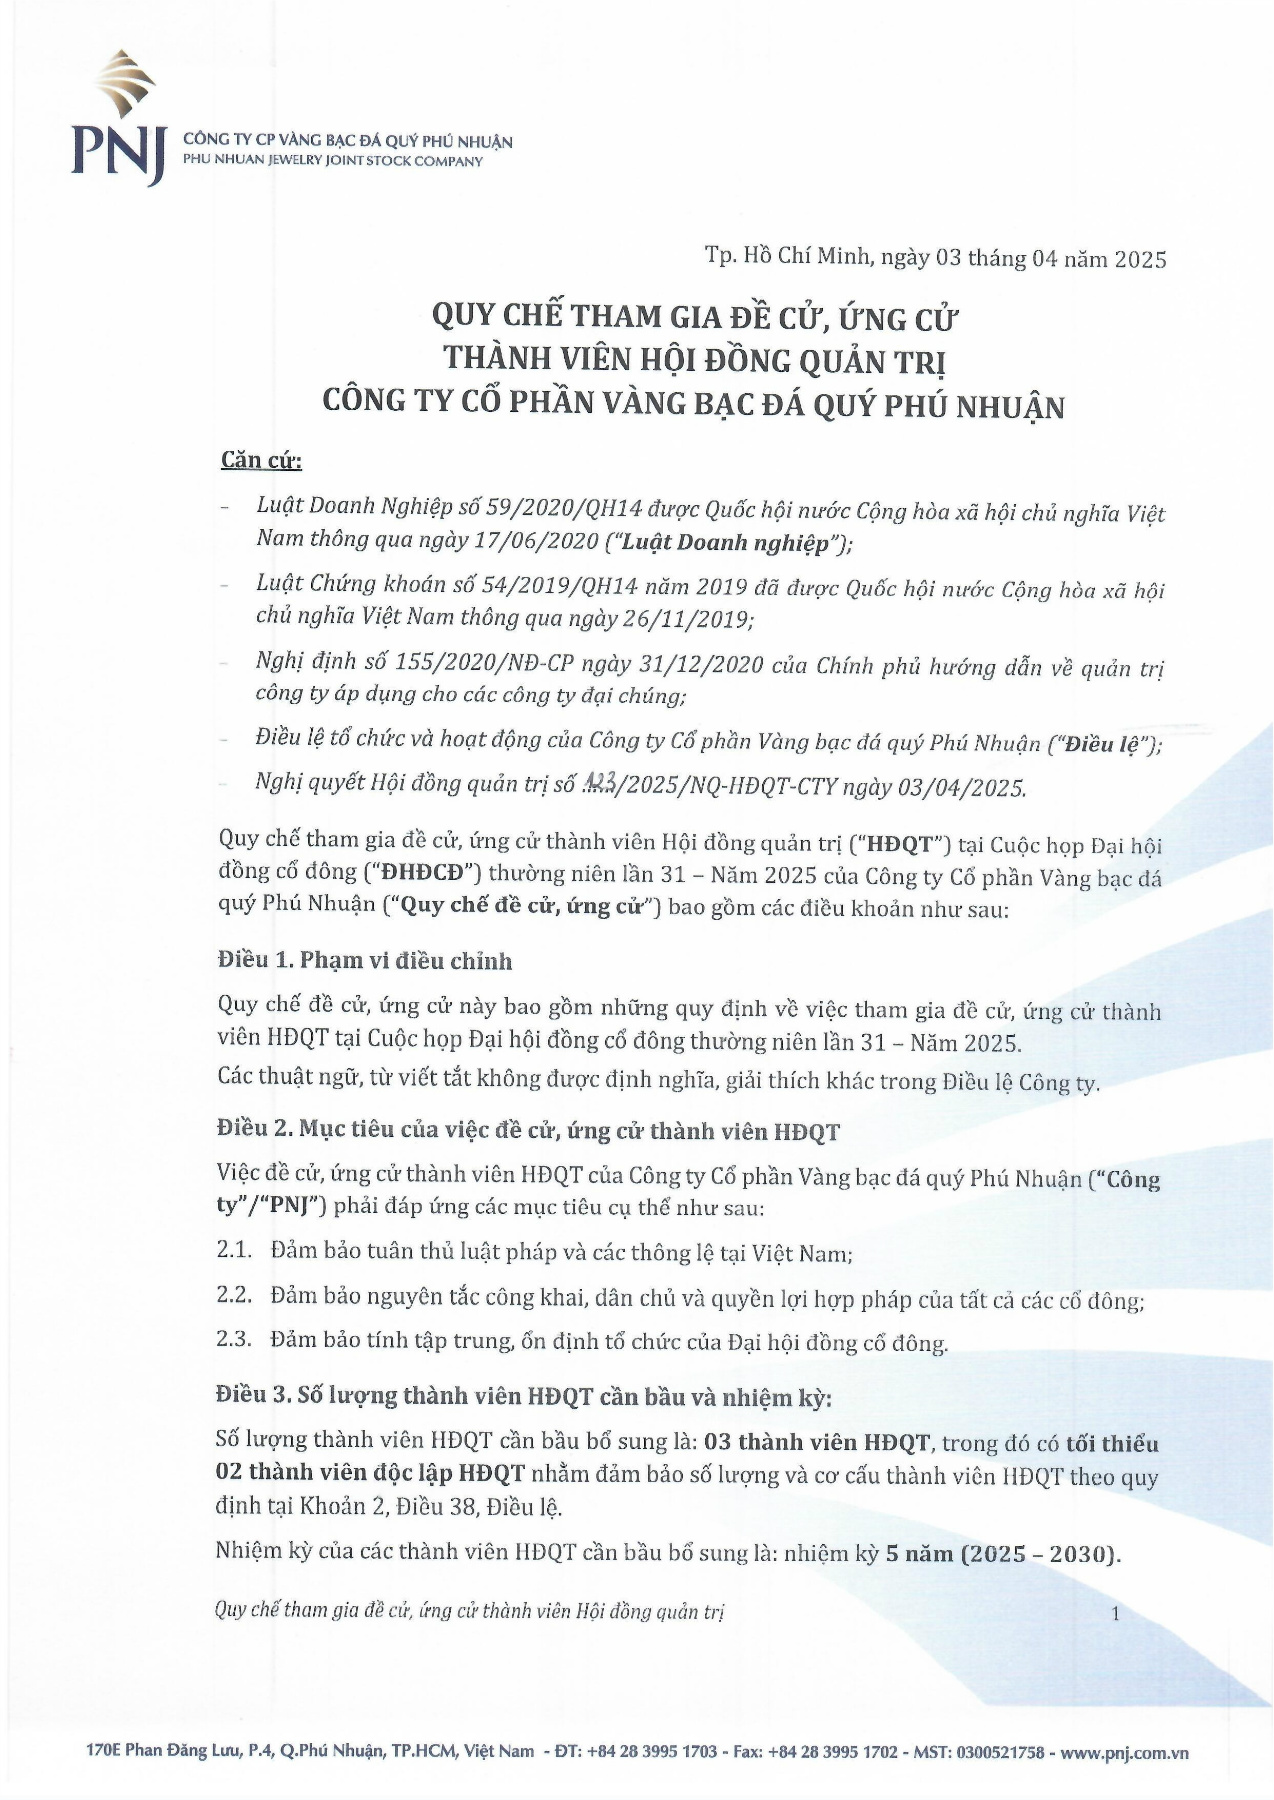 PNJ
CÔNG TY CP VÀNG BẠC ĐÁ QUÝ PHÚ NHUẬN
PHU NHUAN JEWELRY JOINT STOCK COMPANY
Tp. Hồ Chí Minh, ngày 03 tháng 04 năm 2025
QUY CHẾ THAM GIA ĐỀ CỬ, ỨNG CỬ
THÀNH VIÊN HỘI ĐỒNG QUẢN TRỊ
CÔNG TY CỔ PHẦN VÀNG BẠC ĐÁ QUÝ PHÚ NHUẬN
Căn cứ:
- Luật Doanh Nghiệp số 59/2020/QH14 được Quốc hội nước Cộng hòa xã hội chủ nghĩa Việt
Nam thông qua ngày 17/06/2020 (“Luật Doanh nghiệp”);
- Luật Chứng khoán số 54/2019/QH14 năm 2019 đã được Quốc hội nước Cộng hòa xã hội
chủ nghĩa Việt Nam thông qua ngày 26/11/2019;
- Nghị định số 155/2020/NĐ-CP ngày 31/12/2020 của Chính phủ hướng dẫn về quản trị
công ty áp dụng cho các công ty đại chúng;
- Điều lệ tổ chức và hoạt động của Công ty Cổ phần Vàng bạc đá quý Phú Nhuận (“Điều lệ”);
- Nghị quyết Hội đồng quản trị số 123/2025/NQ-HĐQT-CTY ngày 03/04/2025.
Quy chế tham gia đề cử, ứng cử thành viên Hội đồng quản trị (“HĐQT”) tại Cuộc họp Đại hội
đồng cổ đông (“ĐHĐCĐ”) thường niên lần 31 – Năm 2025 của Công ty Cổ phần Vàng bạc đá
quý Phú Nhuận (“Quy chế đề cử, ứng cử”) bao gồm các điều khoản như sau:
Điều 1. Phạm vi điều chỉnh
Quy chế đề cử, ứng cử này bao gồm những quy định về việc tham gia đề cử, ứng cử thành
viên HĐQT tại Cuộc họp Đại hội đồng cổ đông thường niên lần 31 – Năm 2025.
Các thuật ngữ, từ viết tắt không được định nghĩa, giải thích khác trong Điều lệ Công ty.
Điều 2. Mục tiêu của việc đề cử, ứng cử thành viên HĐQT
Việc đề cử, ứng cử thành viên HĐQT của Công ty Cổ phần Vàng bạc đá quý Phú Nhuận (“Công
ty”/“PNJ”) phải đáp ứng các mục tiêu cụ thể như sau:
2.1. Đảm bảo tuân thủ luật pháp và các thông lệ tại Việt Nam;
2.2. Đảm bảo nguyên tắc công khai, dân chủ và quyền lợi hợp pháp của tất cả các cổ đông;
2.3. Đảm bảo tính tập trung, ổn định tổ chức của Đại hội đồng cổ đông.
Điều 3. Số lượng thành viên HĐQT cần bầu và nhiệm kỳ:
Số lượng thành viên HĐQT cần bầu bổ sung là: 03 thành viên HĐQT, trong đó có tối thiểu
02 thành viên độc lập HĐQT nhằm đảm bảo số lượng và cơ cấu thành viên HĐQT theo quy
định tại Khoản 2, Điều 38, Điều lệ.
Nhiệm kỳ của các thành viên HĐQT cần bầu bổ sung là: nhiệm kỳ 5 năm (2025 – 2030).
Quy chế tham gia đề cử, ứng cử thành viên Hội đồng quản trị 1
170E Phan Đăng Lưu, P.4, Q.Phú Nhuận, TP.HCM, Việt Nam - ĐT: +84 28 3995 1703 - Fax: +84 28 3995 1702 - MST: 0300521758 - www.pnj.com.vn